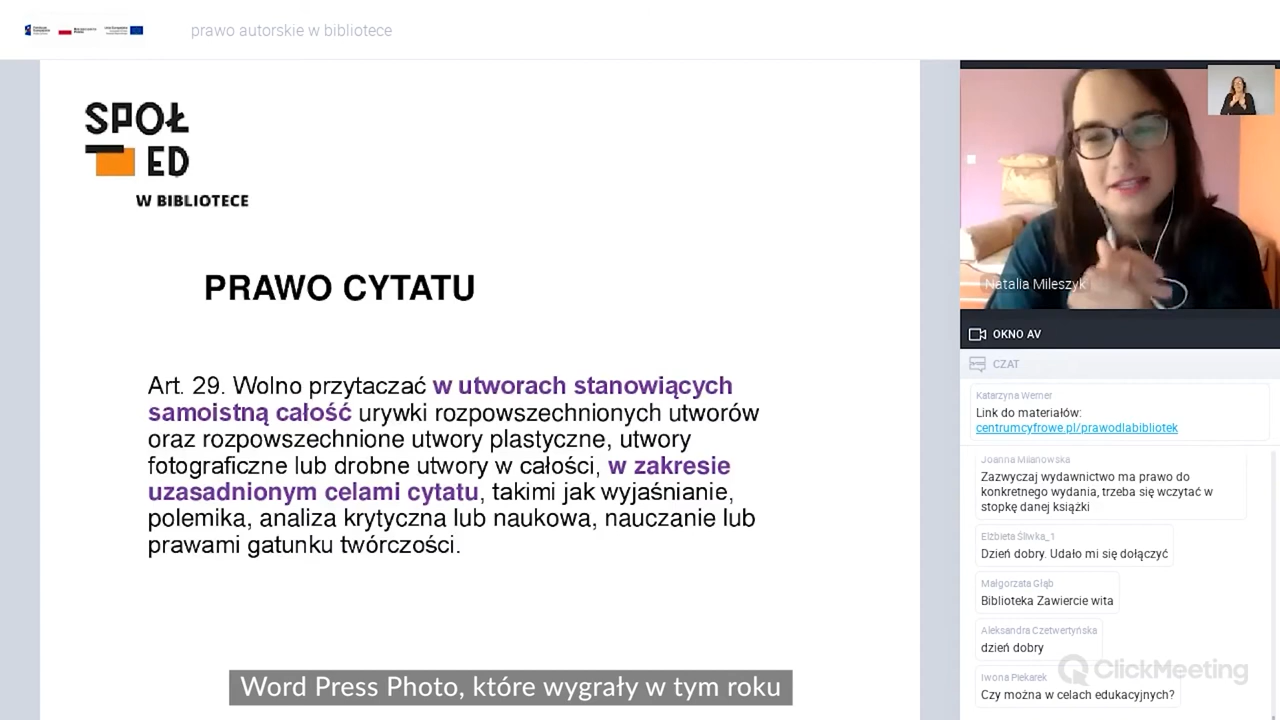 prawo autorskie w bibliotece
SPOŁ
ED
W BIBLIOTECE
PRAWO CYTATU
Art. 29. Wolno przytaczać w utworach stanowiących
samoistną całość urywki rozpowszechnionych utworów
oraz rozpowszechnione utwory plastyczne, utwory
fotograficzne lub drobne utwory w całości, w zakresie
uzasadnionym celami cytatu, takimi jak wyjaśnianie,
polemika, analiza krytyczna lub naukowa, nauczanie lub
prawami gatunku twórczości.
Word Press Photo, które wygrały w tym roku
Natalia Mileszyk
OKNO AV
CZAT
Katarzyna Werner
Link do materiałów:
centrumcyfrowe.pl/prawodlabibliotek
Joanna Milanowska
Zazwyczaj wydawnictwo ma prawo do
konkretnego wydania, trzeba się wczytać w
stopkę danej książki
Elżbieta Śliwka_1
Dzień dobry. Udało mi się dołączyć
Małgorzata Głąb
Biblioteka Zawiercie wita
Aleksandra Czetwertyńska
dzień dobry
Iwona Piekarek
Czy można w celach edukacyjnych?
ClickMeeting